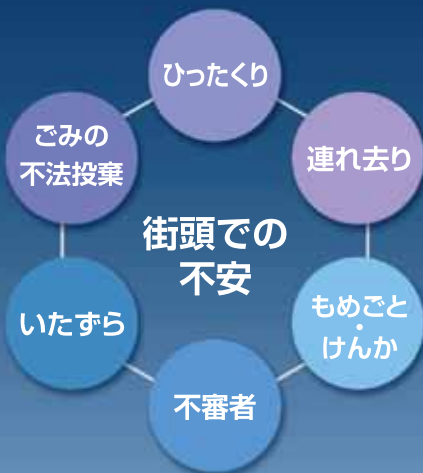 ひったくり
ごみの
不法投棄
連れ去り
街頭での
不安
いたずら
もめごと
・
けんか
不審者